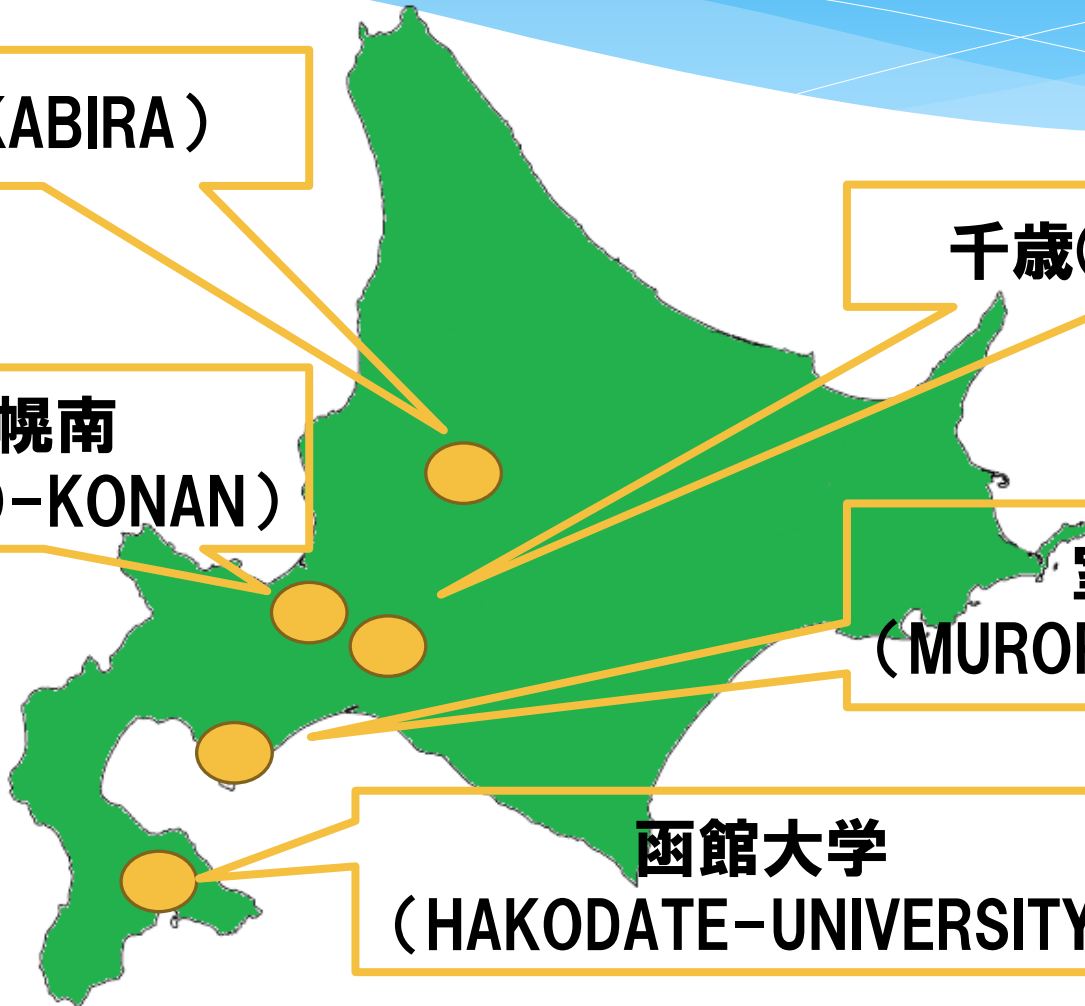 KABIRA）
千歳(
幌南
-KONAN）
（MURO
函館大学
（HAKODATE-UNIVERSITY